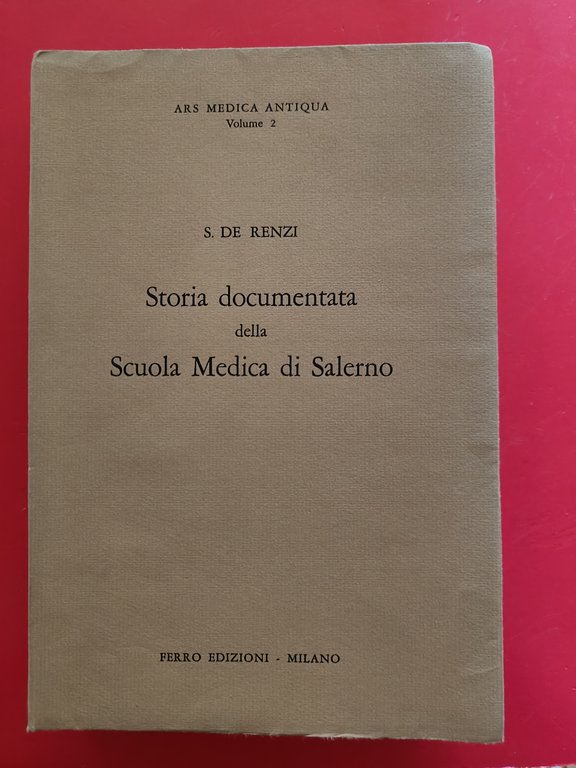 ARS MEDICA ANTIQUA
Volume 2
S. DE RENZI
Storia documentata
della
Scuola Medica di Salerno
FERRO EDIZIONI - MILANO